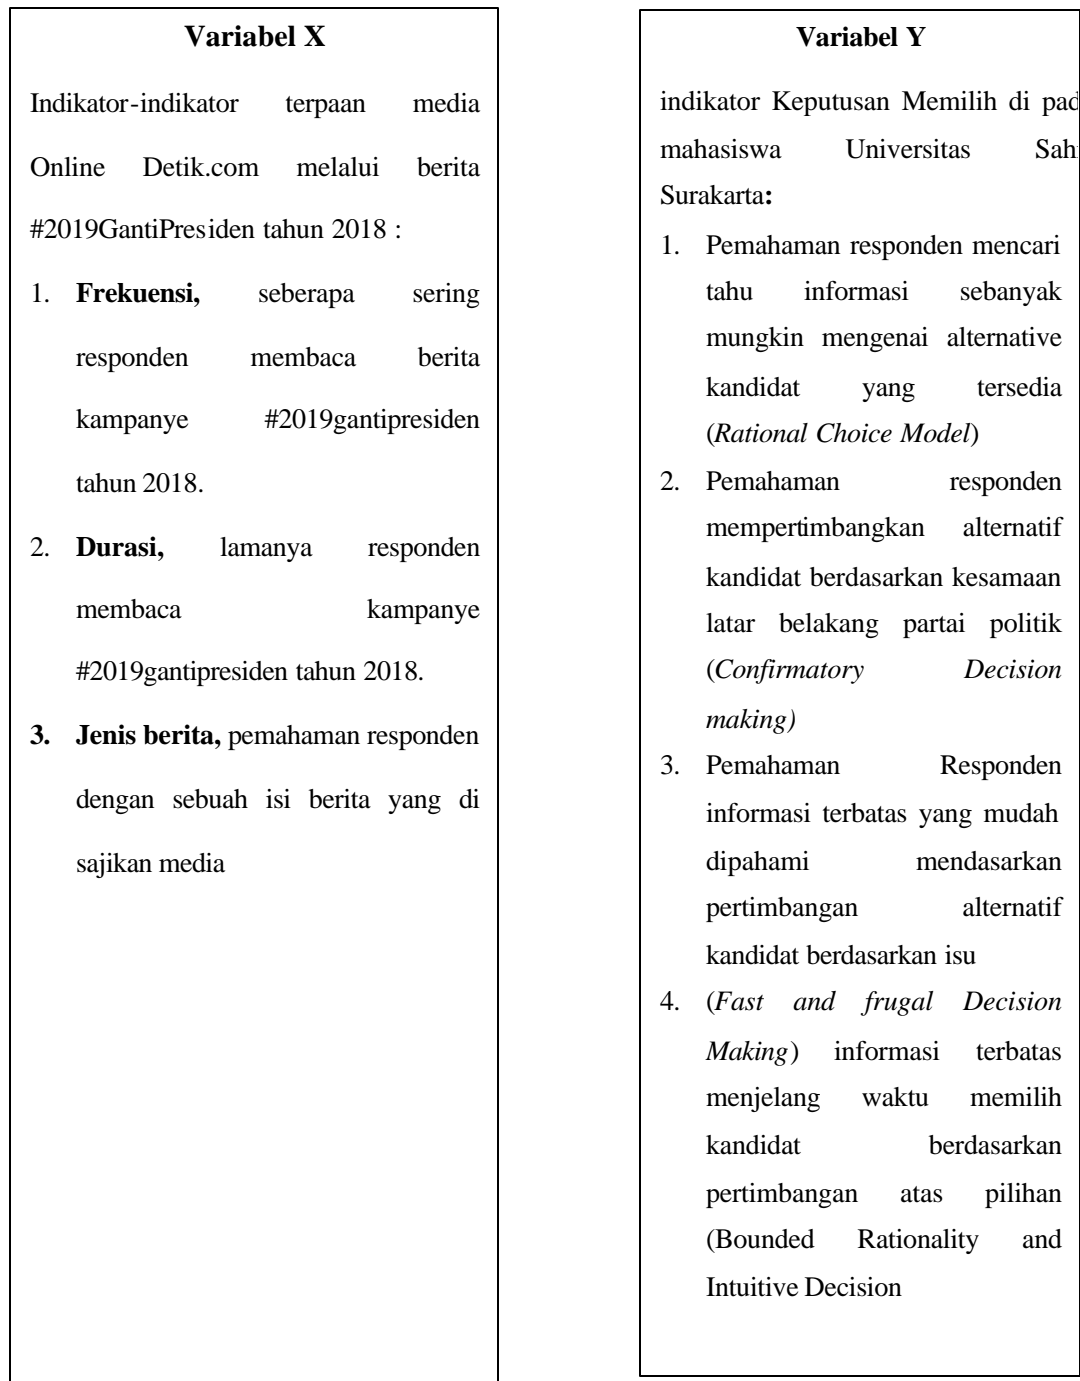 Variabel X
Indikator-indikator terpaan media
Online Detik.com melalui berita
#2019GantiPresiden tahun 2018 :
1. Frekuensi, seberapa sering
responden membaca berita
kampanye #2019gantipresiden
tahun 2018.
2. Durasi, lamanya responden
membaca kampanye
#2019gantipresiden tahun 2018.
3. Jenis berita, pemahaman responden
dengan sebuah isi berita yang di
sajikan media
Variabel Y
indikator Keputusan Memilih di pad
mahasiswa Universitas Sah
Surakarta:
1. Pemahaman responden mencari
tahu informasi sebanyak
mungkin mengenai alternative
kandidat yang tersedia
(Rational Choice Model)
2. Pemahaman responden
mempertimbangkan alternatif
kandidat berdasarkan kesamaan
latar belakang partai politik
(Confirmatory Decision
making)
3. Pemahaman Responden
informasi terbatas yang mudah
dipahami mendasarkan
pertimbangan alternatif
kandidat berdasarkan isu
4. (Fast and frugal Decision
Making) informasi terbatas
menjelang waktu memilih
kandidat berdasarkan
pertimbangan atas pilihan
(Bounded Rationality and
Intuitive Decision